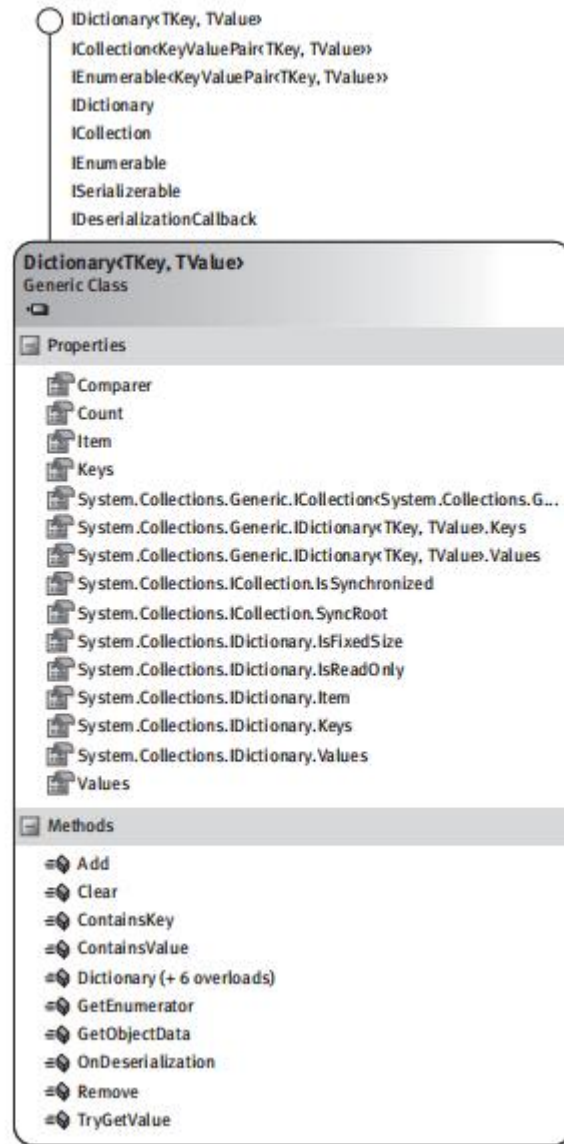 IDictionary<TKey, TValue>
ICollection<KeyValuePair<TKey, TValue>>
IEnumerable<KeyValuePair<TKey, TValue>>
IDictionary
ICollection
IEnumerable
ISerializerable
IDeserializationCallback
Dictionary<TKey, TValue>
Generic Class
Properties
Comparer
Count
Item
Keys
System.Collections.Generic.ICollection<System.Collections.G...
System.Collections.Generic.IDictionary<TKey, TValue>.Keys
System.Collections.Generic.IDictionary<TKey, TValue>.Values
System.Collections.ICollection.IsSynchronized
System.Collections.ICollection.SyncRoot
System.Collections.IDictionary.IsFixedSize
System.Collections.IDictionary.IsReadOnly
System.Collections.IDictionary.Item
System.Collections.IDictionary.Keys
System.Collections.IDictionary.Values
Values
Methods
Add
Clear
ContainsKey
ContainsValue
Dictionary (+ 6 overloads)
GetEnumerator
GetObjectData
OnDeserialization
Remove
TryGetValue